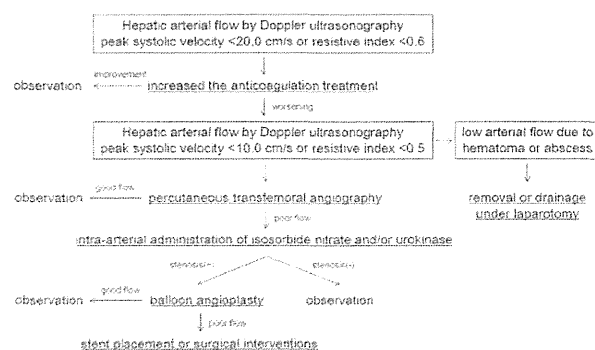 Hepatic arterial flow by Doppler ultrasonography
peak systolic velocity <20.0 cm/s or resistive index <0.6
improvement
observation
increased the anticoagulation treatment
worsening
Hepatic arterial flow by Doppler ultrasonography
peak systolic velocity <10.0 cm/s or resistive index <0.5
low arterial flow due to
hematoma or abscess
good flow
observation
percutaneous transfemoral angiography
removal or drainage
under laparotomy
poor flow
intra-arterial administration of isosorbide nitrate and/or urokinase
stenosis(+)
stenosis(-)
good flow
observation
balloon angioplasty
observation
poor flow
stent placement or surgical interventions